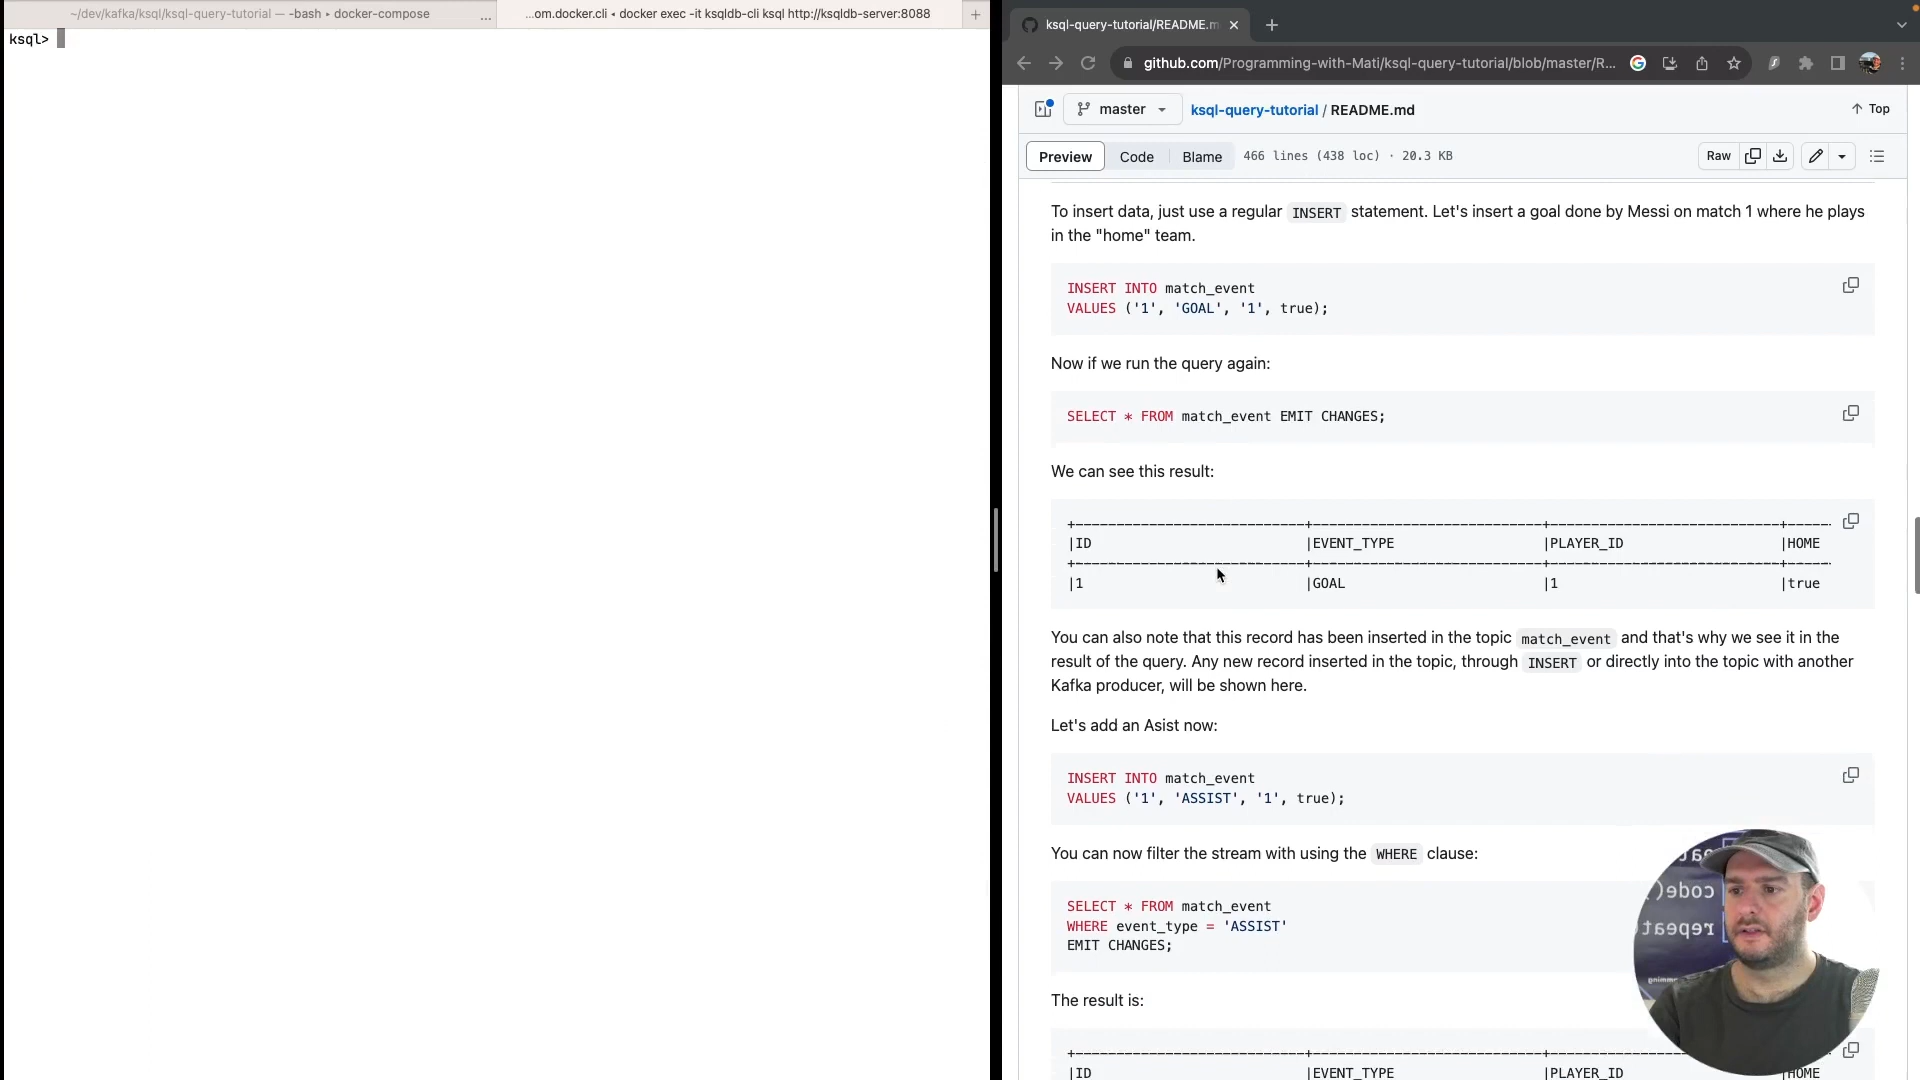 ~/dev/kafka/ksql/ksql-query-tutorial — -bash ▸ docker-compose ...
...om.docker.cli ◂ docker exec -it ksqldb-cli ksql http://ksqldb-server:8088 +
ksql>
ksql-query-tutorial/README.m × +
github.com/Programming-with-Mati/ksql-query-tutorial/blob/master/R...
master ksql-query-tutorial / README.md ↑ Top
Preview Code Blame 466 lines (438 loc) · 20.3 KB Raw
To insert data, just use a regular INSERT statement. Let's insert a goal done by Messi on match 1 where he plays
in the "home" team.
INSERT INTO match_event
VALUES ('1', 'GOAL', '1', true);
Now if we run the query again:
SELECT * FROM match_event EMIT CHANGES;
We can see this result:
|ID |EVENT_TYPE |PLAYER_ID |HOME
|1 |GOAL |1 |true
You can also note that this record has been inserted in the topic match_event and that's why we see it in the
result of the query. Any new record inserted in the topic, through INSERT or directly into the topic with another
Kafka producer, will be shown here.
Let's add an Asist now:
INSERT INTO match_event
VALUES ('1', 'ASSIST', '1', true);
You can now filter the stream with using the WHERE clause:
SELECT * FROM match_event
WHERE event_type = 'ASSIST'
EMIT CHANGES;
code()
repeat
The result is:
|ID |EVENT_TYPE |PLAYER_ID |HOME